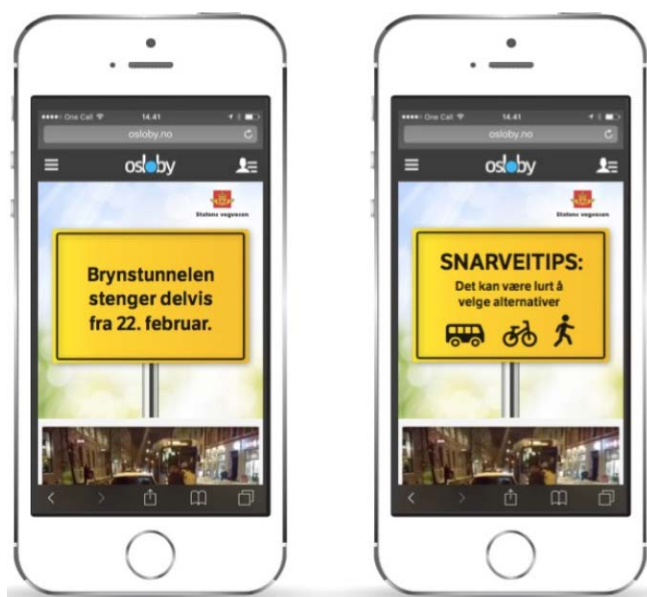 One Call 14.41
osloby.no
osloby
Statens vegvesen
Brynstunnelen
stenger delvis
fra 22. februar.
One Call 14.41
osloby.no
osloby
Statens vegvesen
SNARVEITIPS:
Det kan være lurt å
velge alternativer